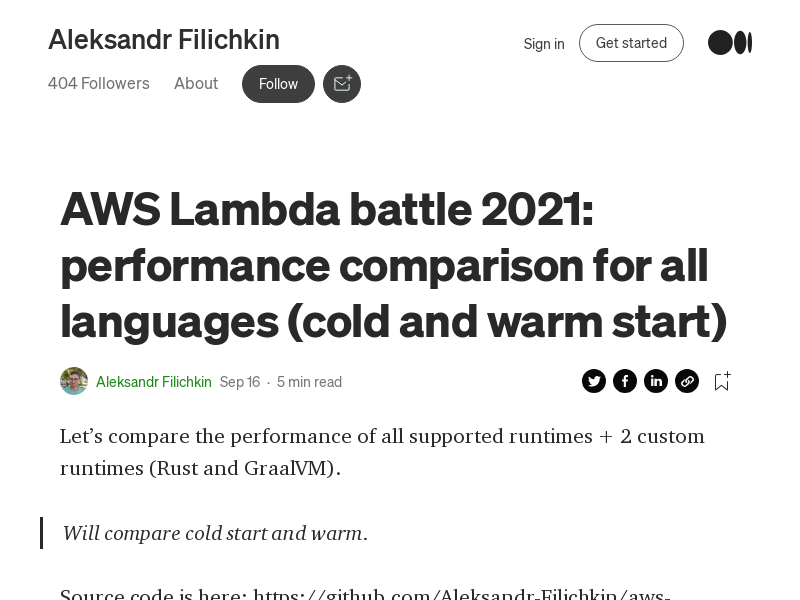 Aleksandr Filichkin
Sign in
Get started
404 Followers
About
Follow
AWS Lambda battle 2021:
performance comparison for all
languages (cold and warm start)
Aleksandr Filichkin Sep 16 · 5 min read
Let’s compare the performance of all supported runtimes + 2 custom
runtimes (Rust and GraalVM).
Will compare cold start and warm.
Source code is here: https://github.com/Aleksandr-Filichkin/aws-